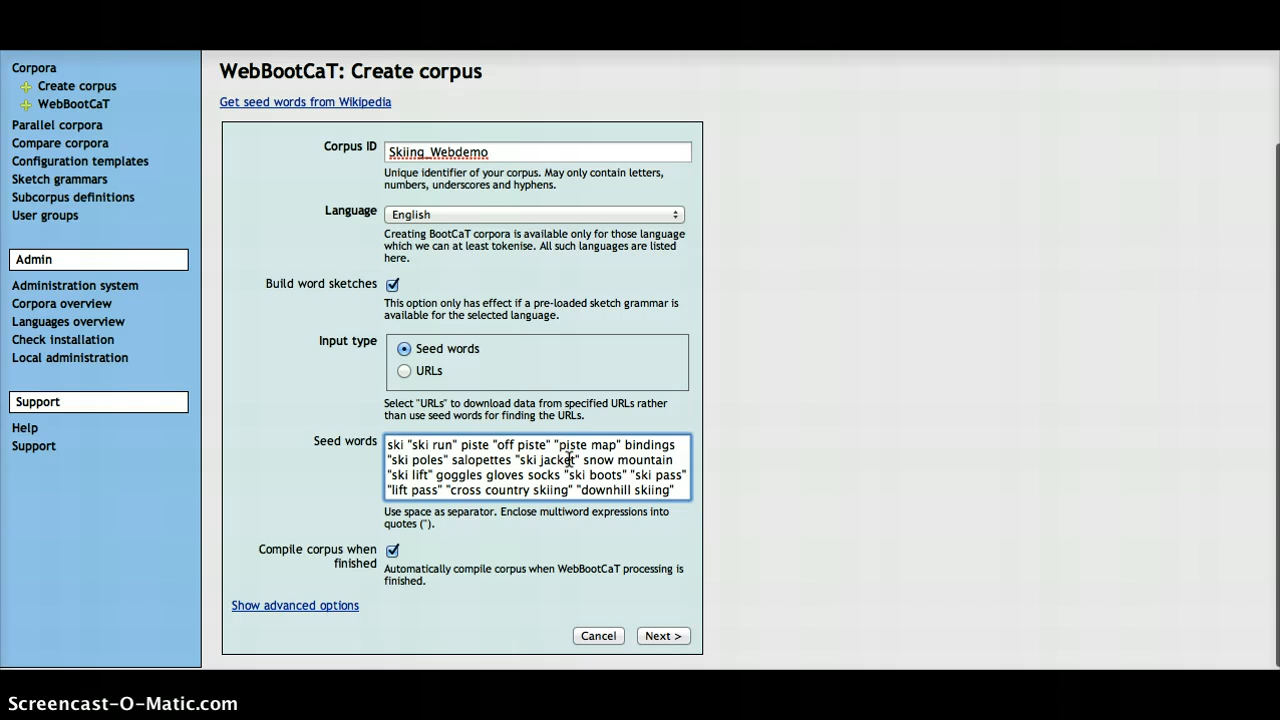 Corpora
Create corpus
WebBootCaT
Parallel corpora
Compare corpora
Configuration templates
Sketch grammars
Subcorpus definitions
User groups
Admin
Administration system
Corpora overview
Languages overview
Check installation
Local administration
Support
Help
Support
WebBootCaT: Create corpus
Get seed words from Wikipedia
Corpus ID
Skiing_Webdemo
Unique identifier of your corpus. May only contain letters,
numbers, underscores and hyphens.
Language
English
Creating BootCaT corpora is available only for those language
which we can at least tokenise. All such languages are listed
here.
Build word sketches
This option only has effect if a pre-loaded sketch grammar is
available for the selected language.
Input type
Seed words
URLs
Select "URLs" to download data from specified URLs rather
than use seed words for finding the URLs.
Seed words
ski "ski run" piste "off piste" "piste map" bindings
"ski poles" salopettes "ski jacket" snow mountain
"ski lift" goggles gloves socks "ski boots" "ski pass"
"lift pass" "cross country skiing" "downhill skiing"
Use space as separator. Enclose multiword expressions into
quotes (").
Compile corpus when
finished
Automatically compile corpus when WebBootCaT processing is
finished.
Show advanced options
Cancel
Next >
Screencast-O-Matic.com